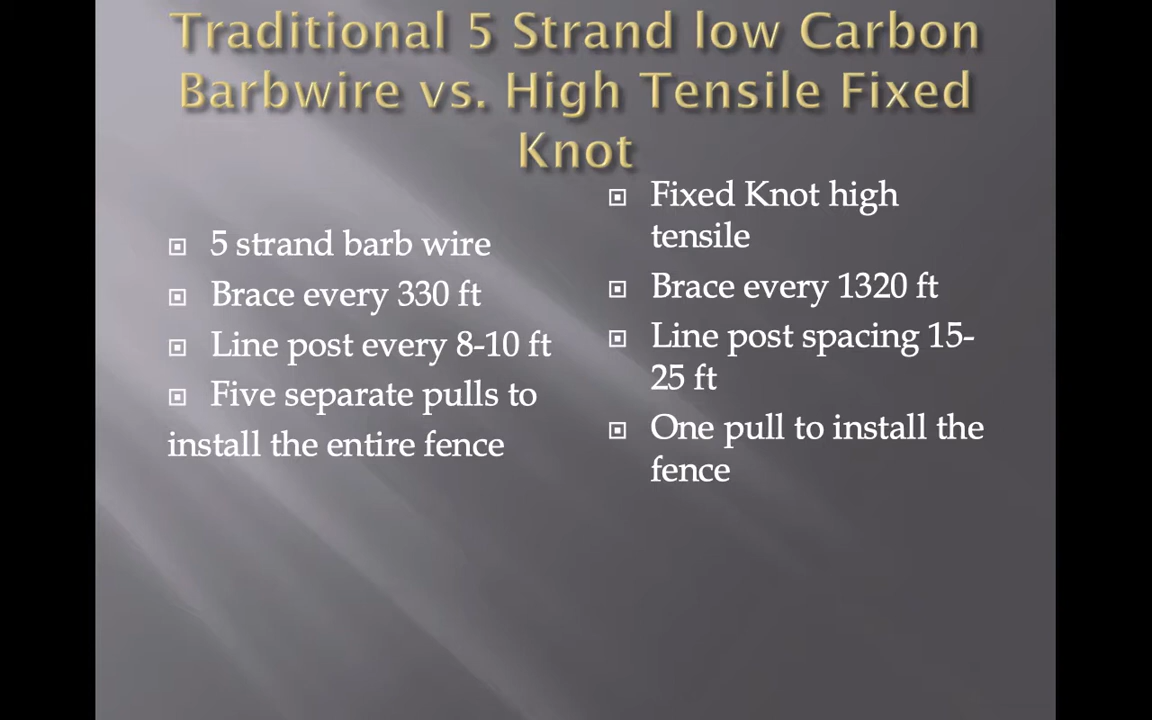 Traditional 5 Strand low Carbon
Barbwire vs. High Tensile Fixed
Knot
5 strand barb wire
Brace every 330 ft
Line post every 8-10 ft
Five separate pulls to
install the entire fence
Fixed Knot high
tensile
Brace every 1320 ft
Line post spacing 15-
25 ft
One pull to install the
fence